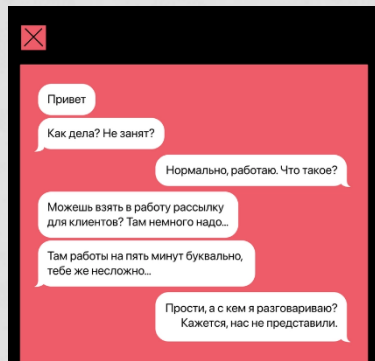 Привет
Как дела? Не занят?
Нормально, работаю. Что такое?
Можешь взять в работу рассылку
для клиентов? Там немного надо...
Там работы на пять минут буквально,
тебе же несложно...
Прости, а с кем я разговариваю?
Кажется, нас не представили.